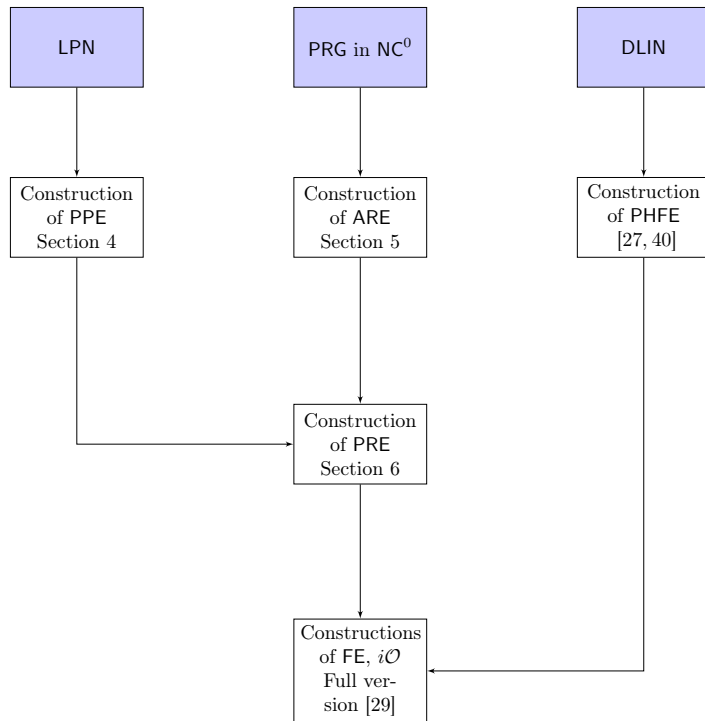 LPN
PRG in NC⁰
DLIN
Construction
of PPE
Section 4
Construction
of ARE
Section 5
Construction
of PHFE
[27, 40]
Construction
of PRE
Section 6
Constructions
of FE, iO
Full ver-
sion [29]